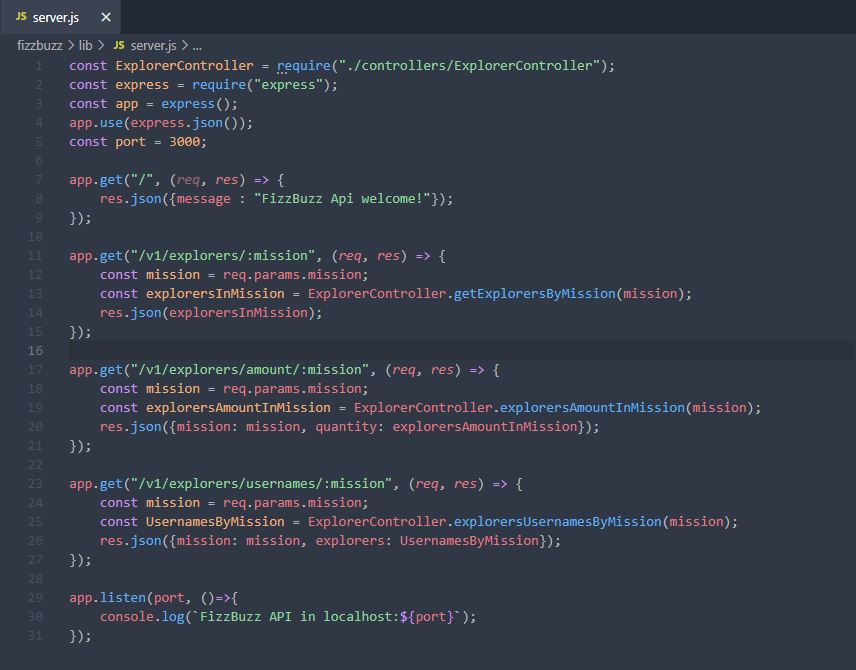 JS server.js ×
fizzbuzz > lib > JS server.js > ...
1 const ExplorerController = require("./controllers/ExplorerController");
2 const express = require("express");
3 const app = express();
4 app.use(express.json());
5 const port = 3000;
6
7 app.get("/", (req, res) => {
8     res.json({message : "FizzBuzz Api welcome!"});
9 });
10
11 app.get("/v1/explorers/:mission", (req, res) => {
12     const mission = req.params.mission;
13     const explorersInMission = ExplorerController.getExplorersByMission(mission);
14     res.json(explorersInMission);
15 });
16
17 app.get("/v1/explorers/amount/:mission", (req, res) => {
18     const mission = req.params.mission;
19     const explorersAmountInMission = ExplorerController.explorersAmountInMission(mission);
20     res.json({mission: mission, quantity: explorersAmountInMission});
21 });
22
23 app.get("/v1/explorers/usernames/:mission", (req, res) => {
24     const mission = req.params.mission;
25     const UsernamesByMission = ExplorerController.explorersUsernamesByMission(mission);
26     res.json({mission: mission, explorers: UsernamesByMission});
27 });
28
29 app.listen(port, ()=>{
30     console.log(`FizzBuzz API in localhost:${port}`);
31 });